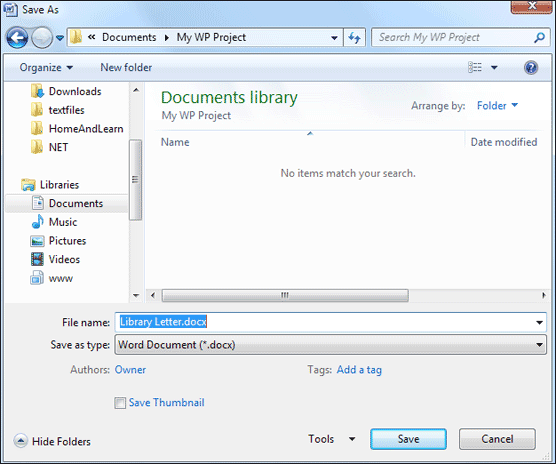 Save As
« Documents My WP Project Search My WP Project
Organize New folder
Downloads
textfiles
HomeAndLearn
NET
Libraries
Documents
Music
Pictures
Videos
www
Documents library
My WP Project
Arrange by: Folder
Name Date modified
No items match your search.
File name: Library Letter.docx
Save as type: Word Document (*.docx)
Authors: Owner Tags: Add a tag
Save Thumbnail
Hide Folders Tools Save Cancel